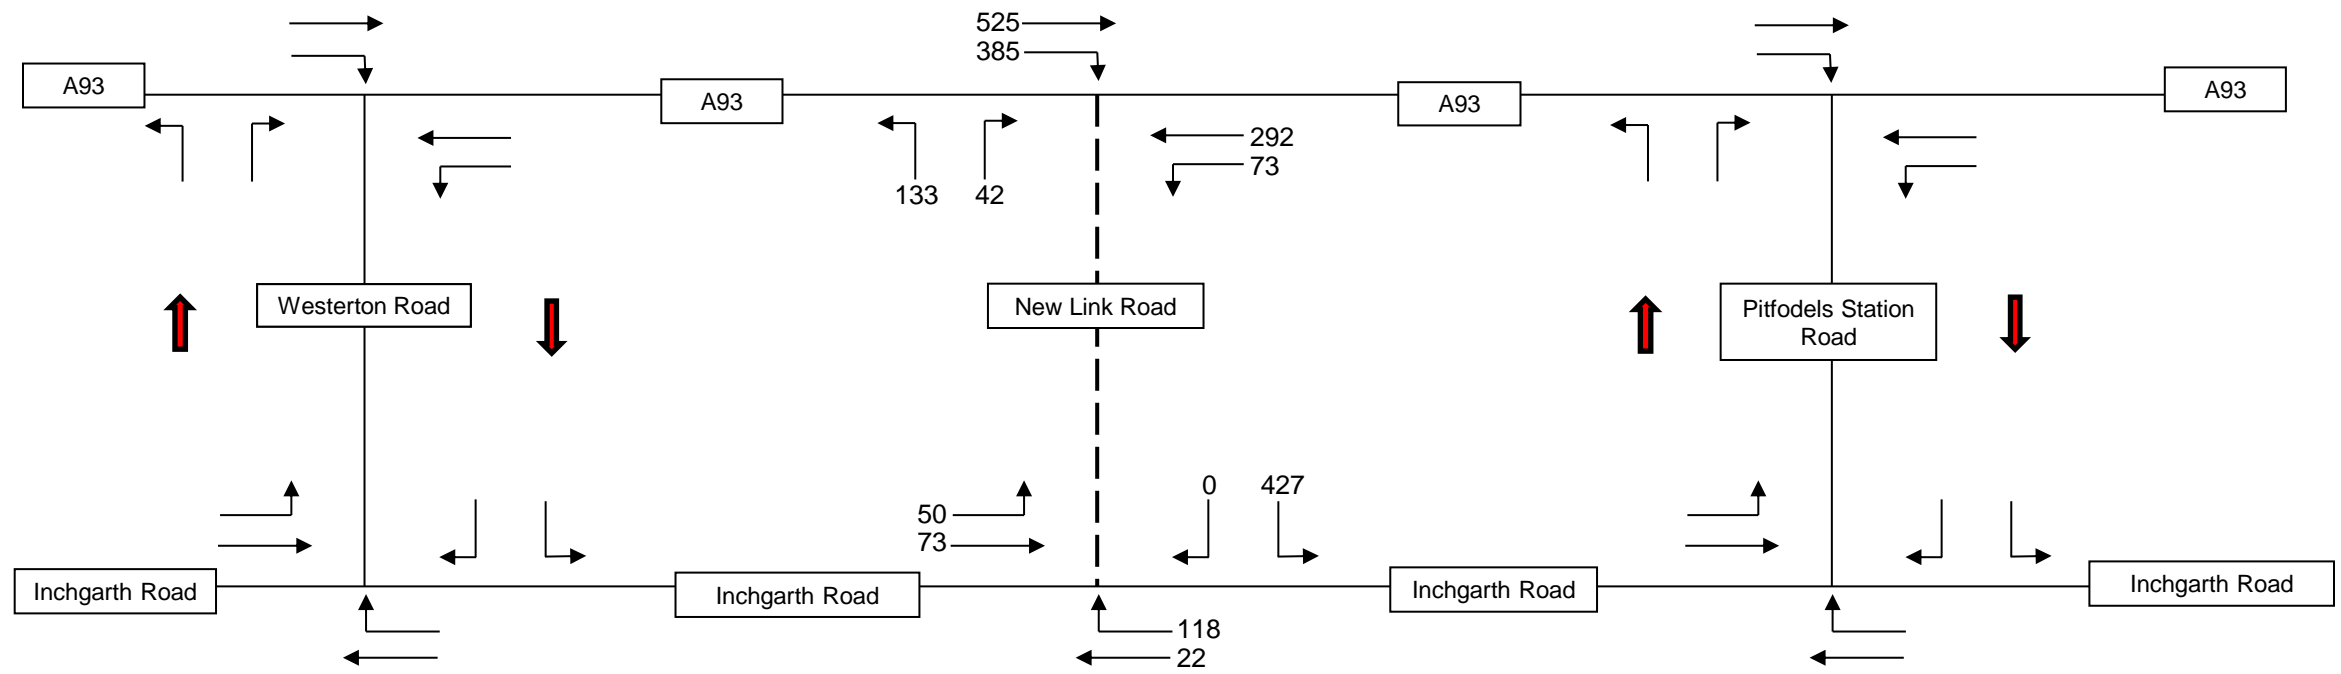 525
385
A93
A93
A93
A93
292
73
133
42
Westerton Road
New Link Road
Pitfodels Station
Road
0
427
50
73
Inchgarth Road
Inchgarth Road
Inchgarth Road
Inchgarth Road
118
22